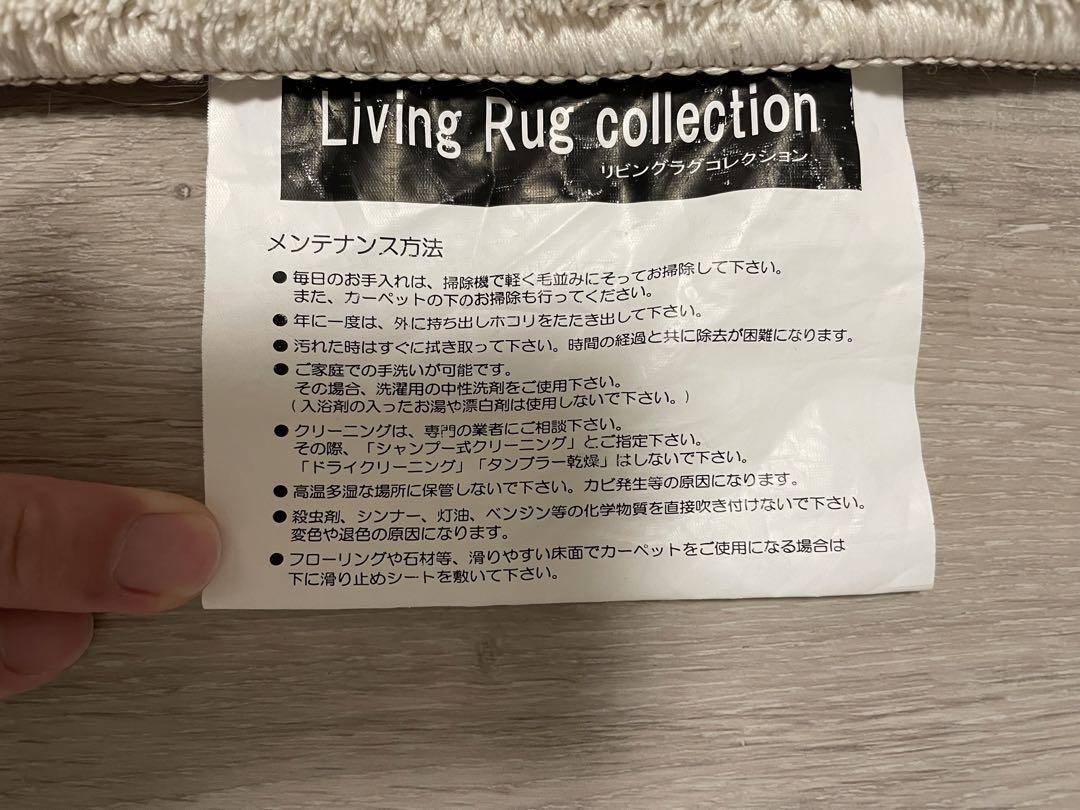 Living Rug collection
リビングラグコレクション
メンテナンス方法
●毎日のお手入れは、掃除機で軽く毛並みにそってお掃除して下さい。
また、カーペットの下のお掃除も行ってください。
●年に一度は、外に持ち出しホコリをたたき出して下さい。
●汚れた時はすぐに拭き取って下さい。時間の経過と共に除去が困難になります。
●ご家庭での手洗いが可能です。
その場合、洗濯用の中性洗剤をご使用下さい。
(入浴剤の入ったお湯や漂白剤は使用しないで下さい。)
●クリーニングは、専門の業者にご相談下さい。
その際、「シャンプー式クリーニング」とご指定下さい。
「ドライクリーニング」「タンブラー乾燥」はしないで下さい。
●高温多湿な場所に保管しないで下さい。カビ発生等の原因になります。
●殺虫剤、シンナー、灯油、ベンジン等の化学物質を直接吹き付けないで下さい。
変色や退色の原因になります。
●フローリングや石材等、滑りやすい床面でカーペットをご使用になる場合は
下に滑り止めシートを敷いて下さい。